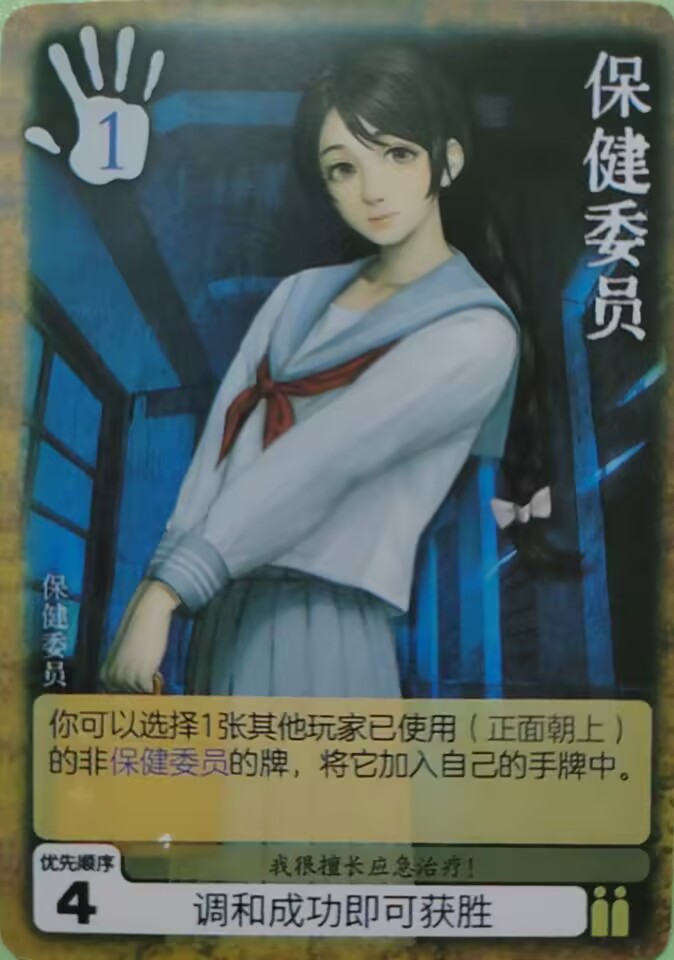 1
保健委员
保健委员
你可以选择1张其他玩家已使用（正面朝上）
的非保健委员的牌，将它加入自己的手牌中。
我很擅长应急治疗！
优先顺序
4
调和成功即可获胜